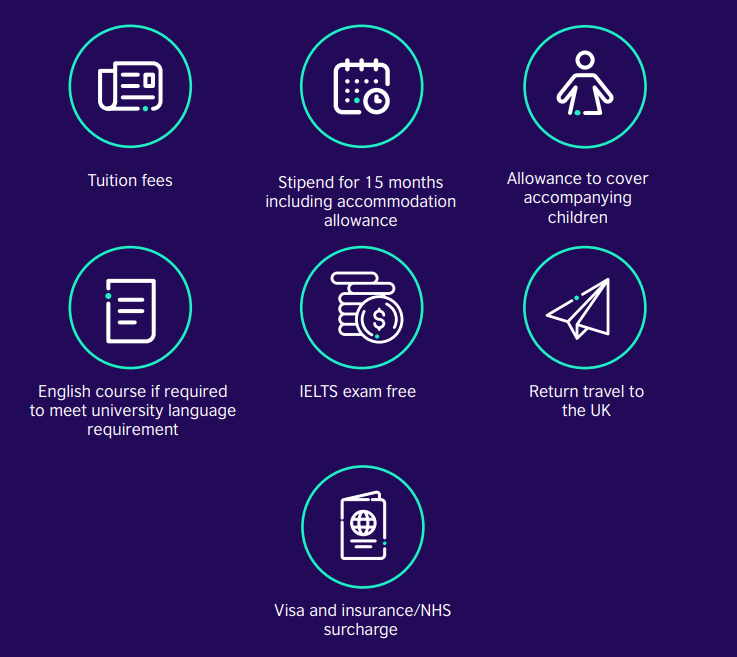 Tuition fees
Stipend for 15 months
including accommodation
allowance
Allowance to cover
accompanying
children
$
English course if required
to meet university language
requirement
IELTS exam free
Return travel to
the UK
Visa and insurance/NHS
surcharge